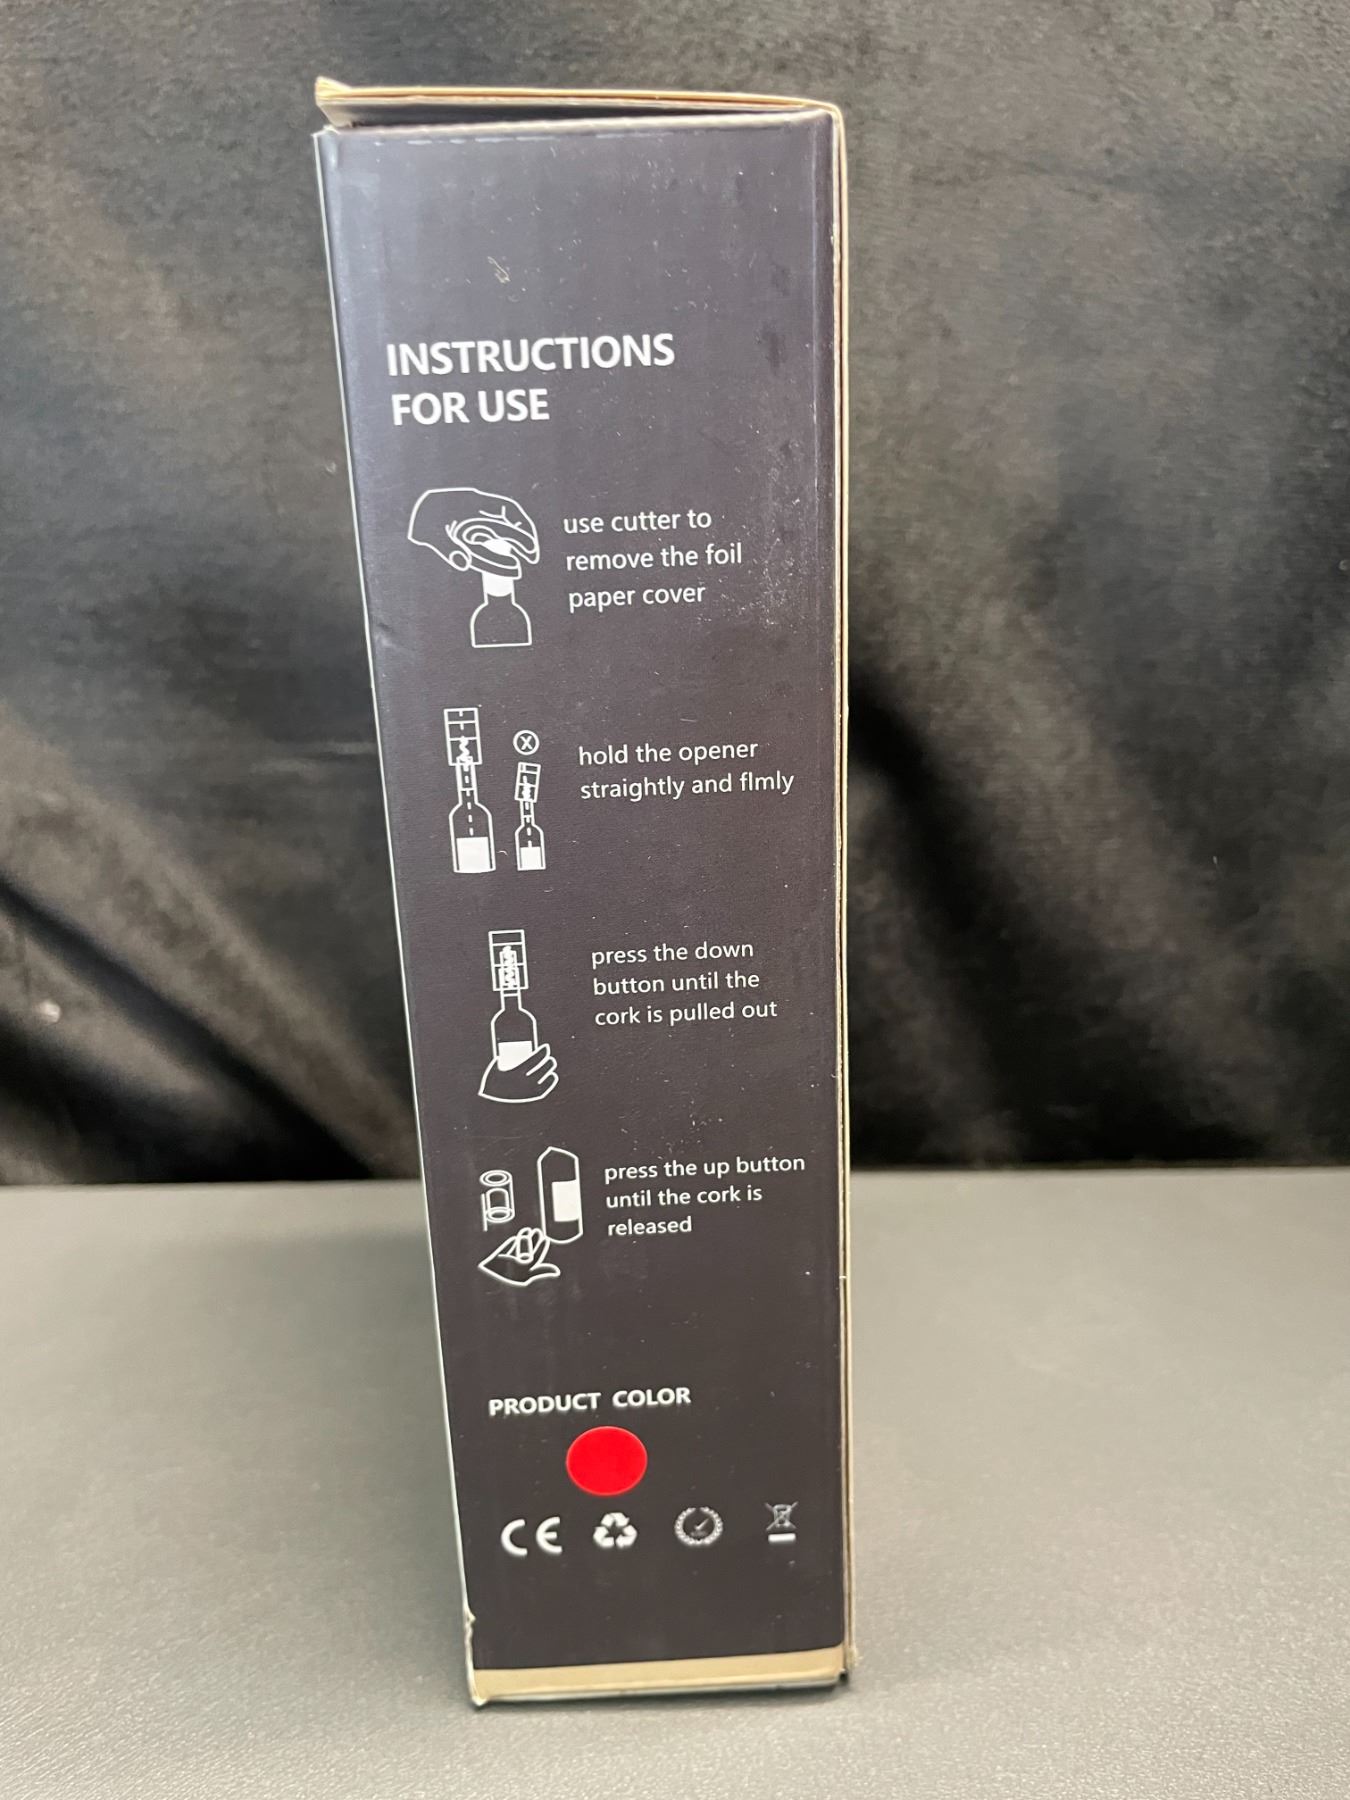 INSTRUCTIONS
FOR USE
use cutter to
remove the foil
paper cover
X
hold the opener
straightly and flmly
press the down
button until the
cork is pulled out
press the up button
until the cork is
released
PRODUCT COLOR
CE